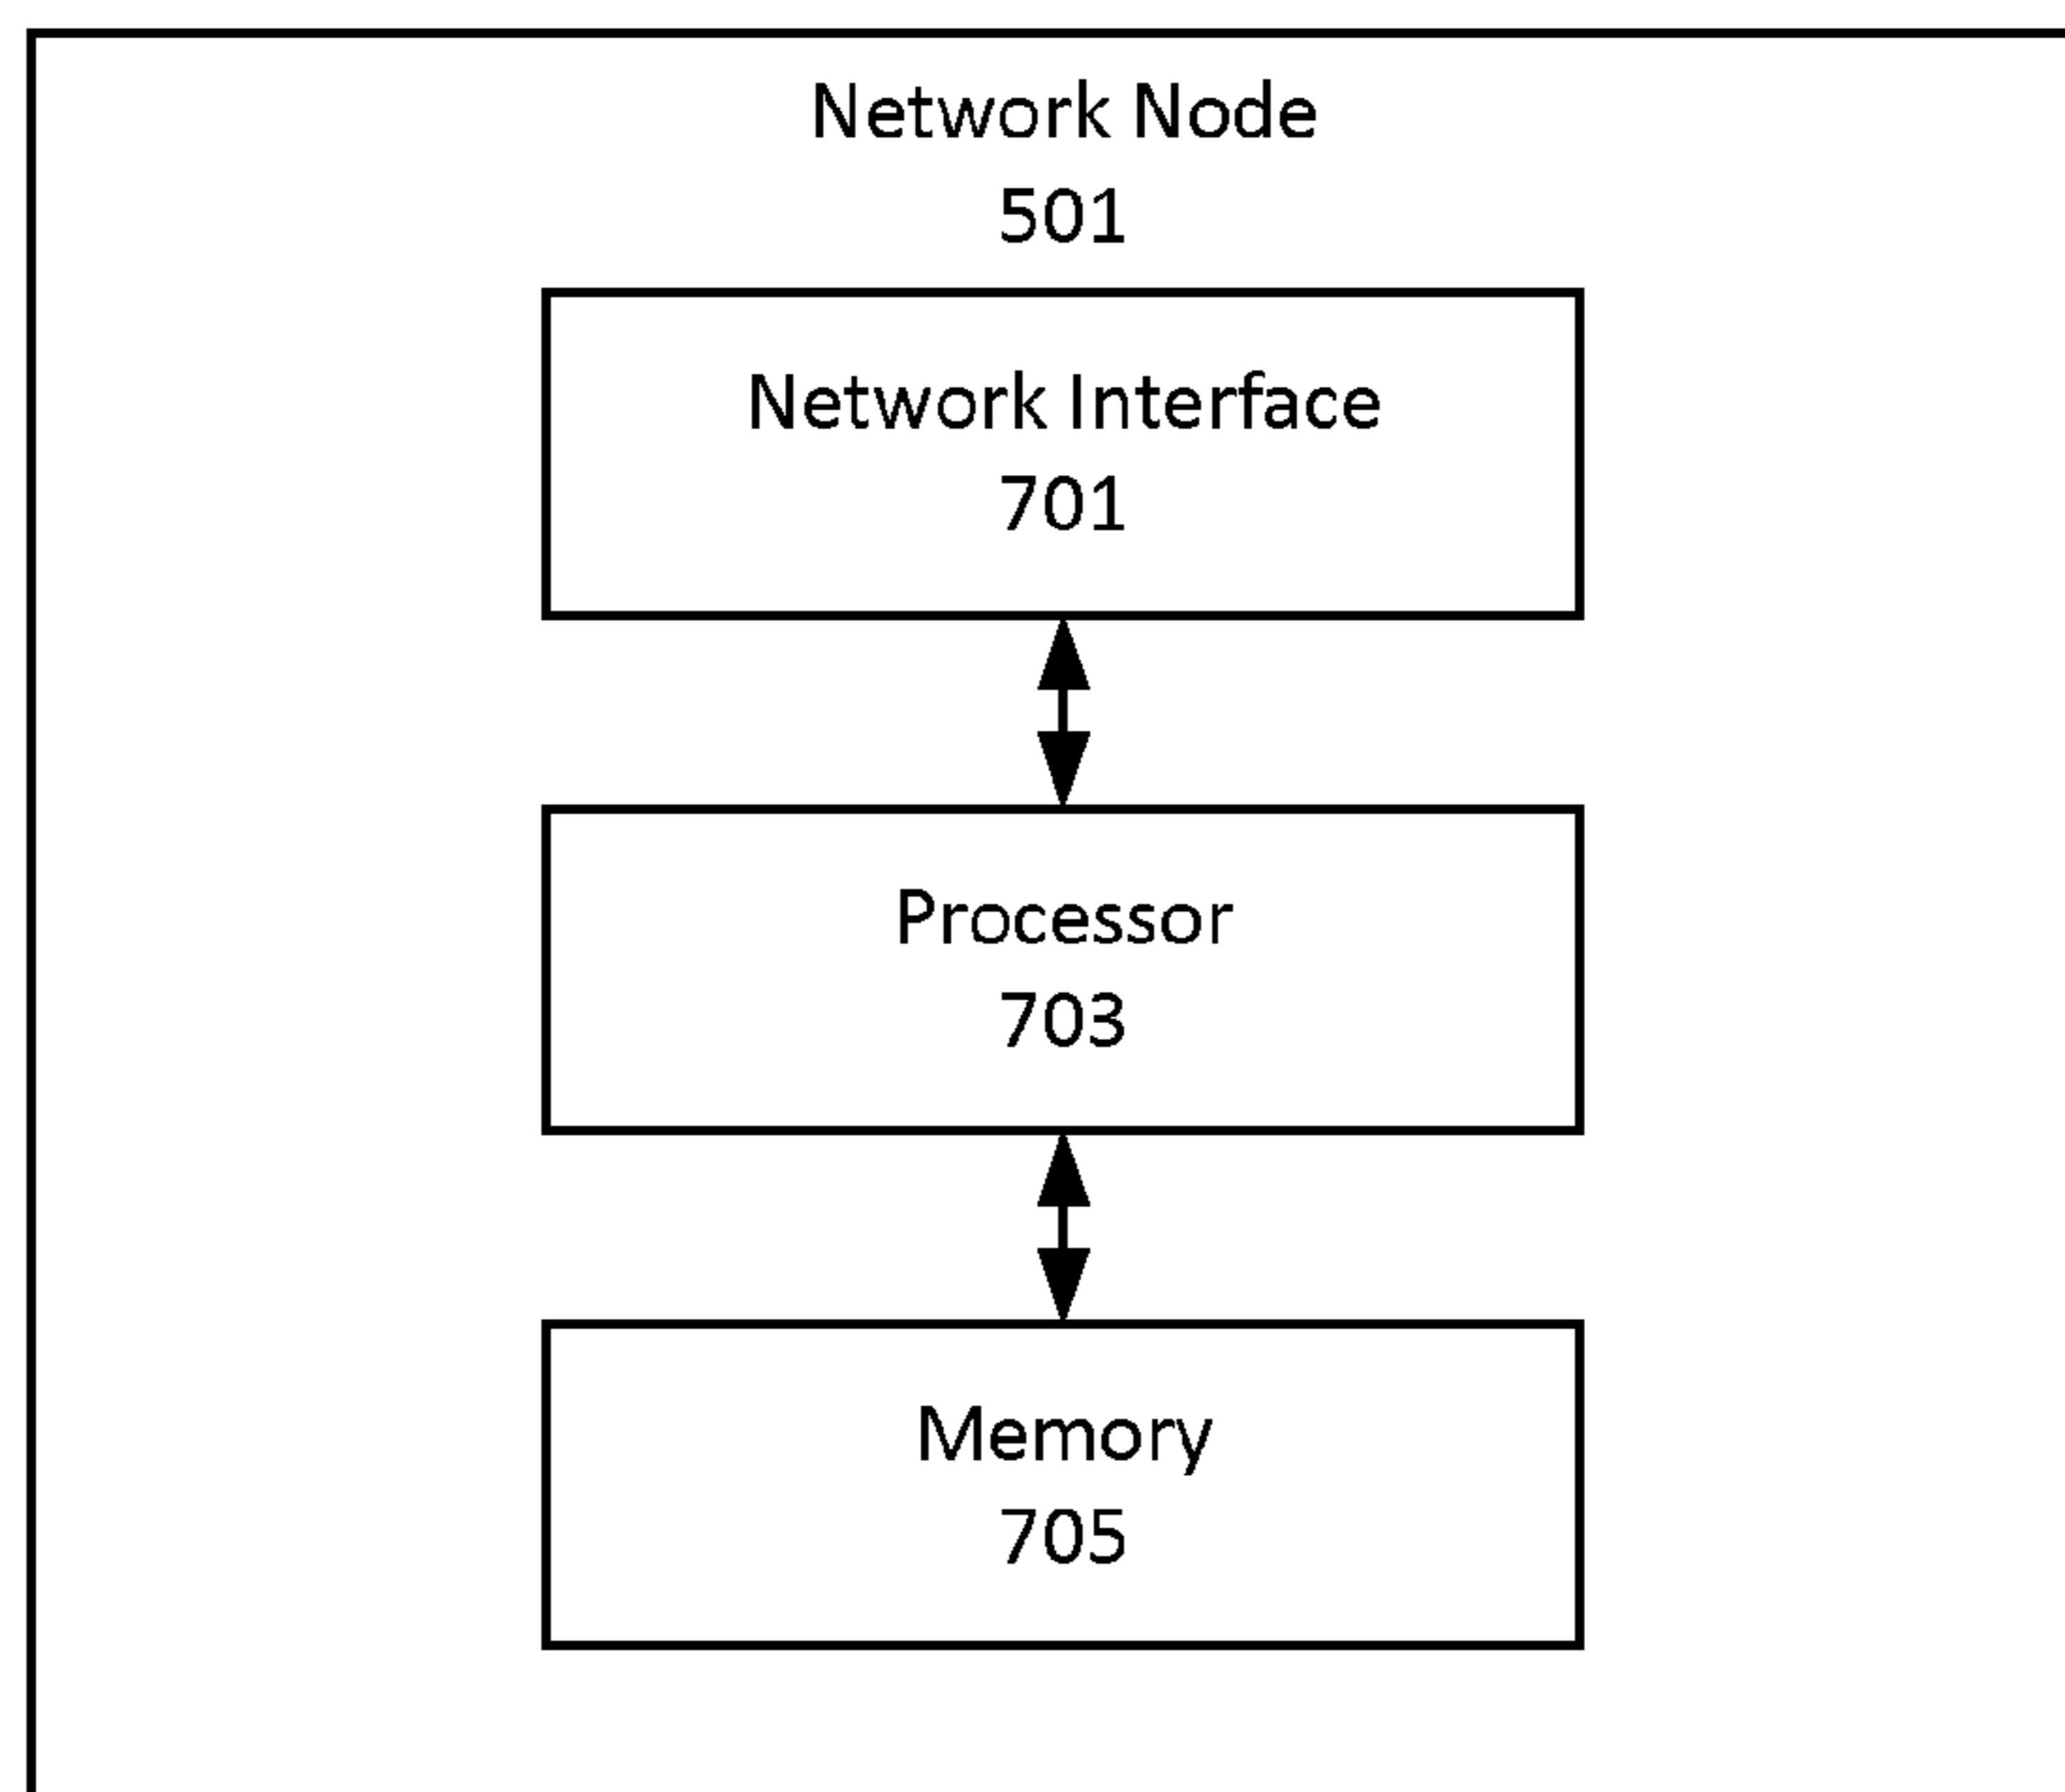 Network Node
501
Network Interface
701
Processor
703
Memory
705